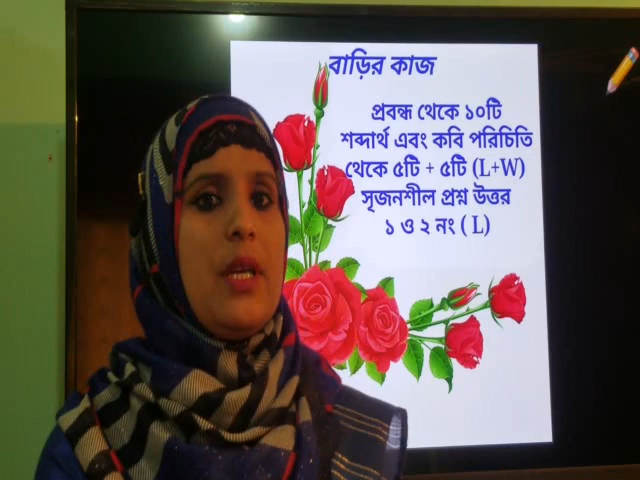 বাড়ির কাজ
প্রবন্ধ থেকে ১০টি
শব্দার্থ এবং কবি পরিচিতি
থেকে ৫টি + ৫টি (L+W)
সৃজনশীল প্রশ্ন উত্তর
১ ও ২ নং ( L)